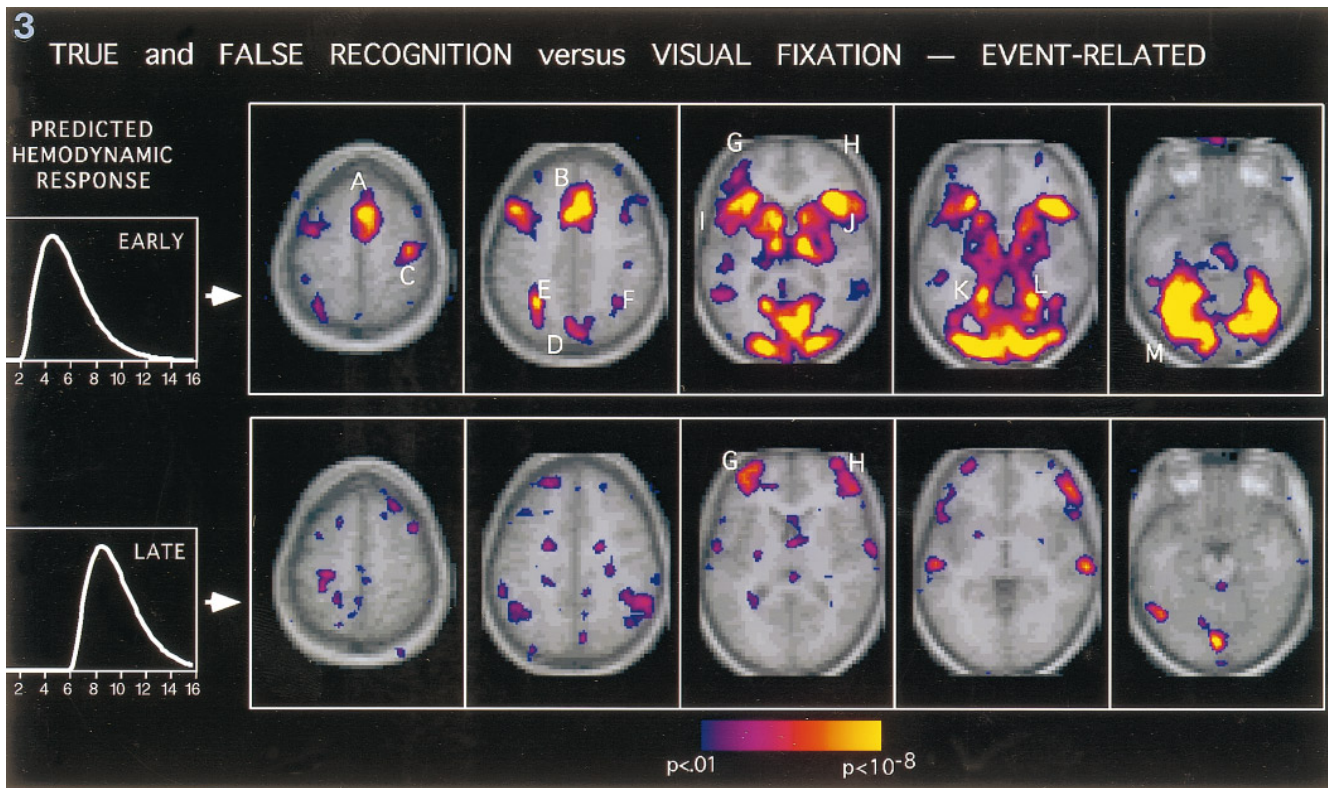 3
TRUE and FALSE RECOGNITION versus VISUAL FIXATION — EVENT-RELATED
PREDICTED
HEMODYNAMIC
RESPONSE
EARLY
2 4 6 8 10 12 14 16
A
C
B
E
F
D
G
H
I
J
K
L
M
LATE
2 4 6 8 10 12 14 16
G
H
p<.01
p<10-8